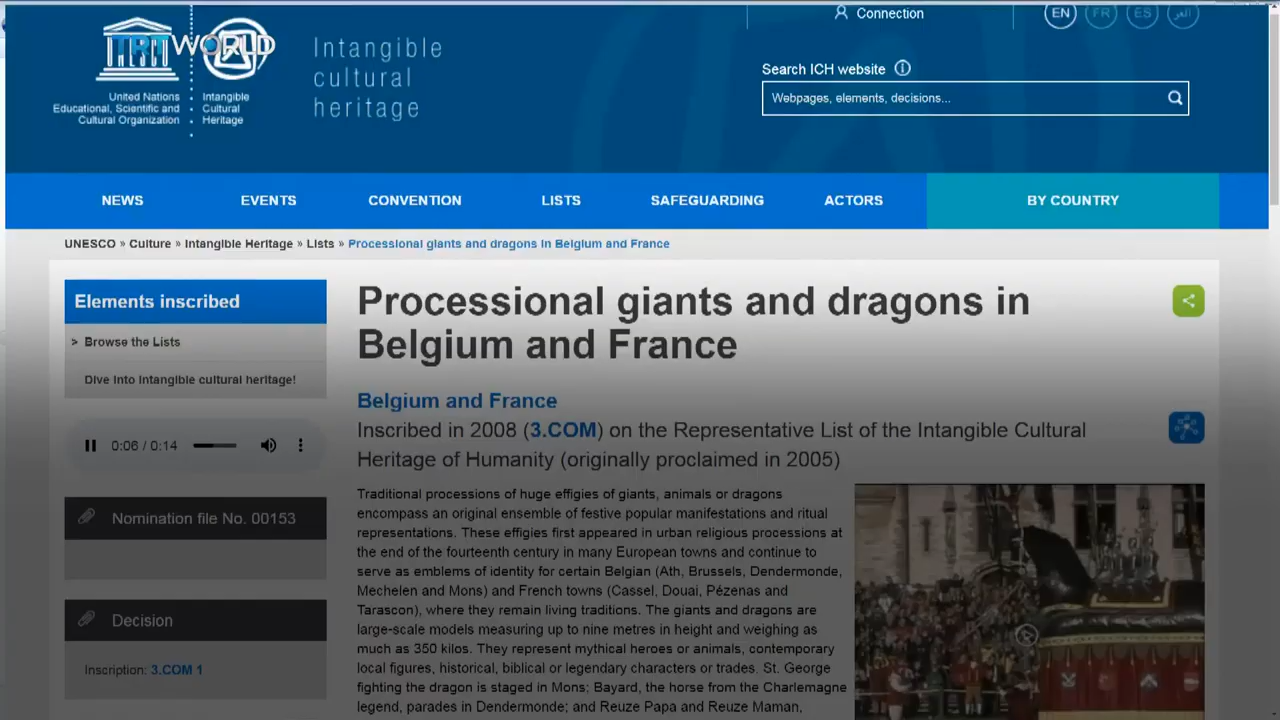 Connection
EN
FR
ES
العر
TRT WORLD
United Nations
Educational, Scientific and
Cultural Organization
Intangible
Cultural
Heritage
Intangible
cultural
heritage
Search ICH website
Webpages, elements, decisions...
NEWS
EVENTS
CONVENTION
LISTS
SAFEGUARDING
ACTORS
BY COUNTRY
UNESCO » Culture » Intangible Heritage » Lists » Processional giants and dragons in Belgium and France
Elements inscribed
> Browse the Lists
Dive into intangible cultural heritage!
0:06 / 0:14
Nomination file No. 00153
Decision
Inscription: 3.COM 1
Processional giants and dragons in
Belgium and France
Belgium and France
Inscribed in 2008 (3.COM) on the Representative List of the Intangible Cultural
Heritage of Humanity (originally proclaimed in 2005)
Traditional processions of huge effigies of giants, animals or dragons
encompass an original ensemble of festive popular manifestations and ritual
representations. These effigies first appeared in urban religious processions at
the end of the fourteenth century in many European towns and continue to
serve as emblems of identity for certain Belgian (Ath, Brussels, Dendermonde,
Mechelen and Mons) and French towns (Cassel, Douai, Pézenas and
Tarascon), where they remain living traditions. The giants and dragons are
large-scale models measuring up to nine metres in height and weighing as
much as 350 kilos. They represent mythical heroes or animals, contemporary
local figures, historical, biblical or legendary characters or trades. St. George
fighting the dragon is staged in Mons; Bayard, the horse from the Charlemagne
legend, parades in Dendermonde; and Reuze Papa and Reuze Maman,